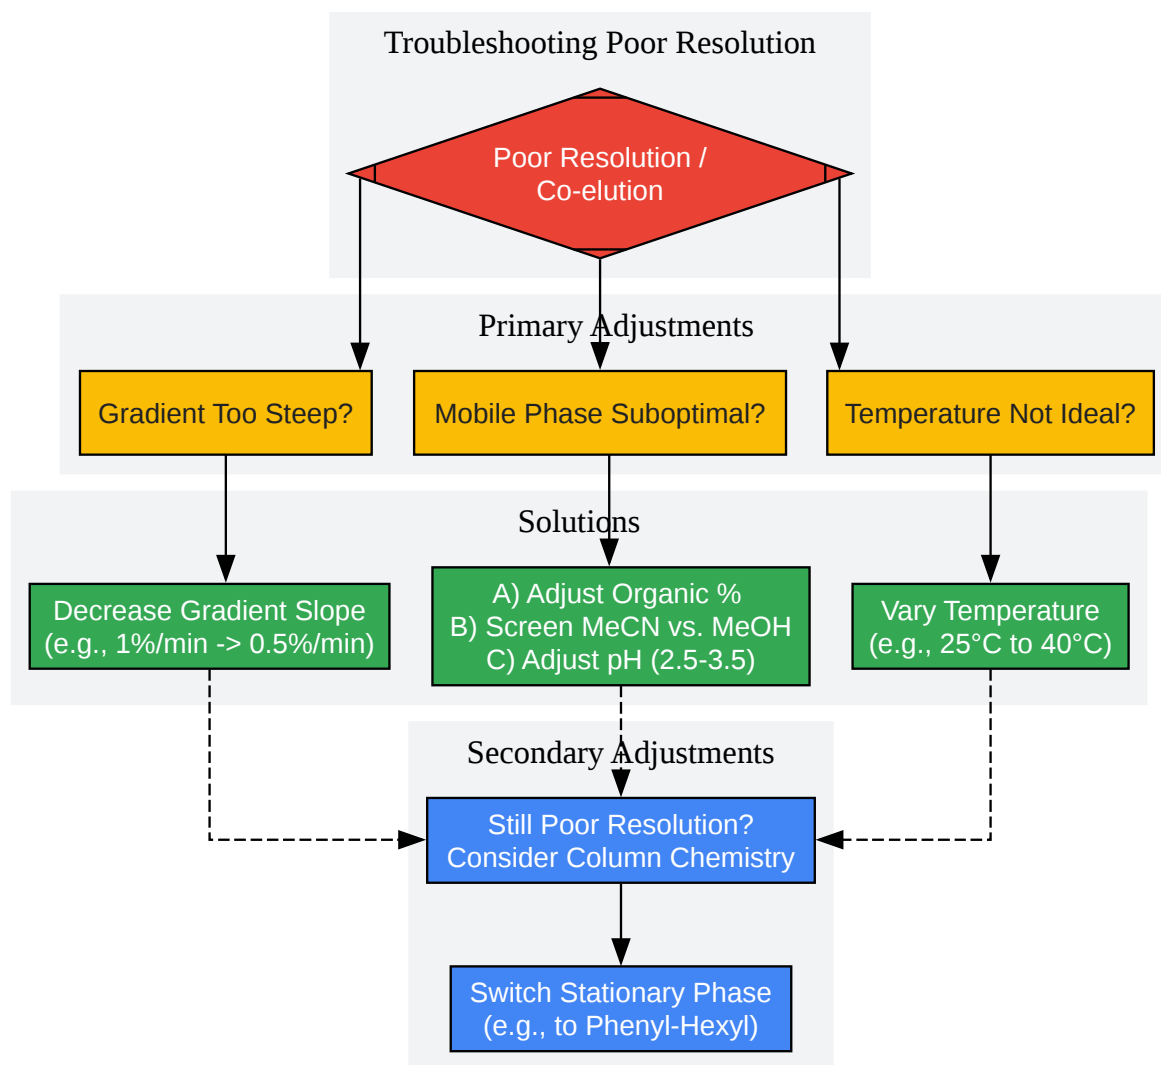 Troubleshooting Poor Resolution
Poor Resolution /
Co-elution
Primary Adjustments
Gradient Too Steep?
Mobile Phase Suboptimal?
Temperature Not Ideal?
Solutions
Decrease Gradient Slope
(e.g., 1%/min -> 0.5%/min)
A) Adjust Organic %
B) Screen MeCN vs. MeOH
C) Adjust pH (2.5-3.5)
Vary Temperature
(e.g., 25°C to 40°C)
Secondary Adjustments
Still Poor Resolution?
Consider Column Chemistry
Switch Stationary Phase
(e.g., to Phenyl-Hexyl)